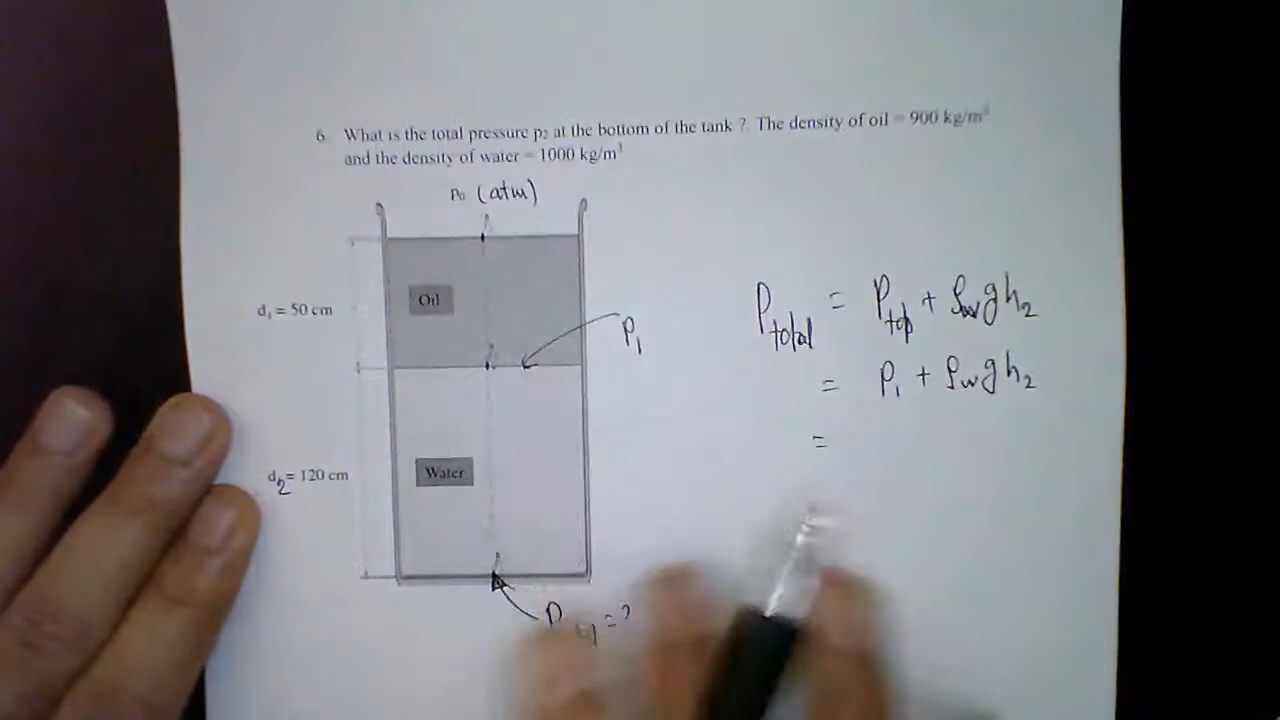 6. What is the total pressure p₂ at the bottom of the tank ? The density of oil = 900 kg/m³
and the density of water = 1000 kg/m³
p₀ (atm)
Oil
d₁ = 50 cm
P₁
Water
d₂ = 120 cm
= ?
P_total = P_top + ρ_w g h₂
= P₁ + ρ_w g h₂
=